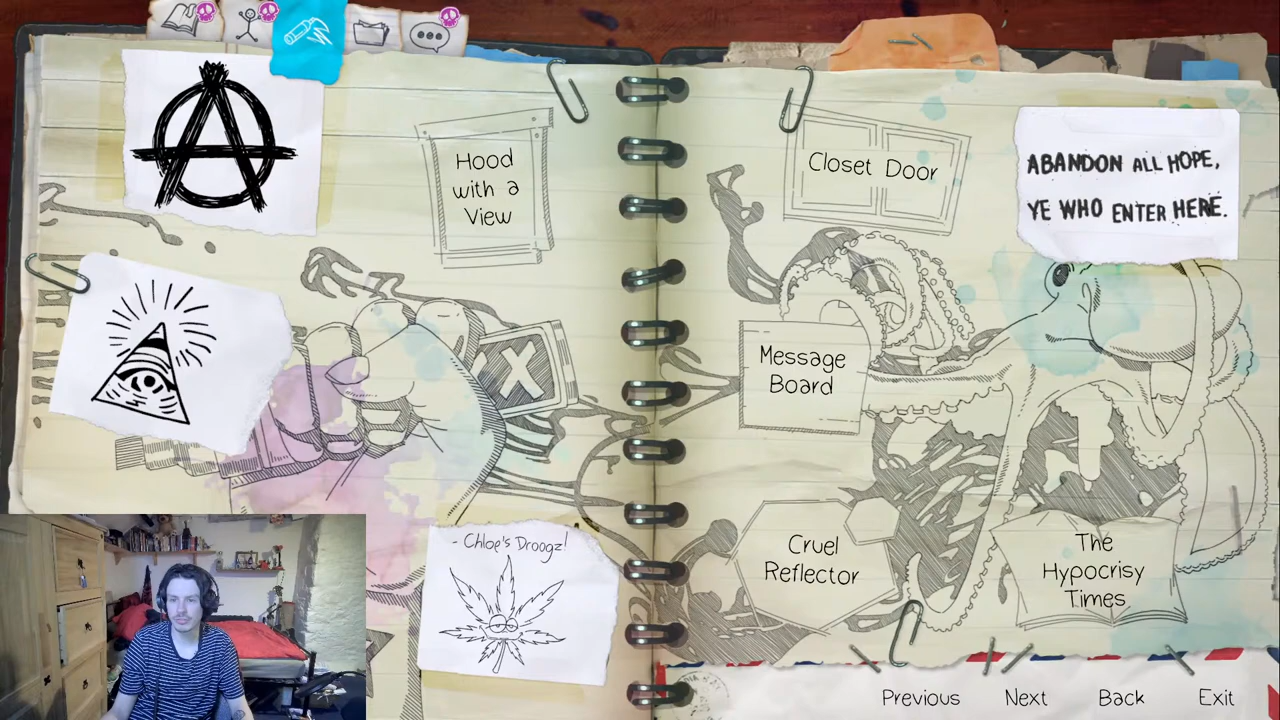 Hood
with a
View
- Chloe's Droogz!
Closet Door
ABANDON ALL HOPE,
YE WHO ENTER HERE.
Message
Board
Cruel
Reflector
The
Hypocrisy
Times
Previous
Next
Back
Exit